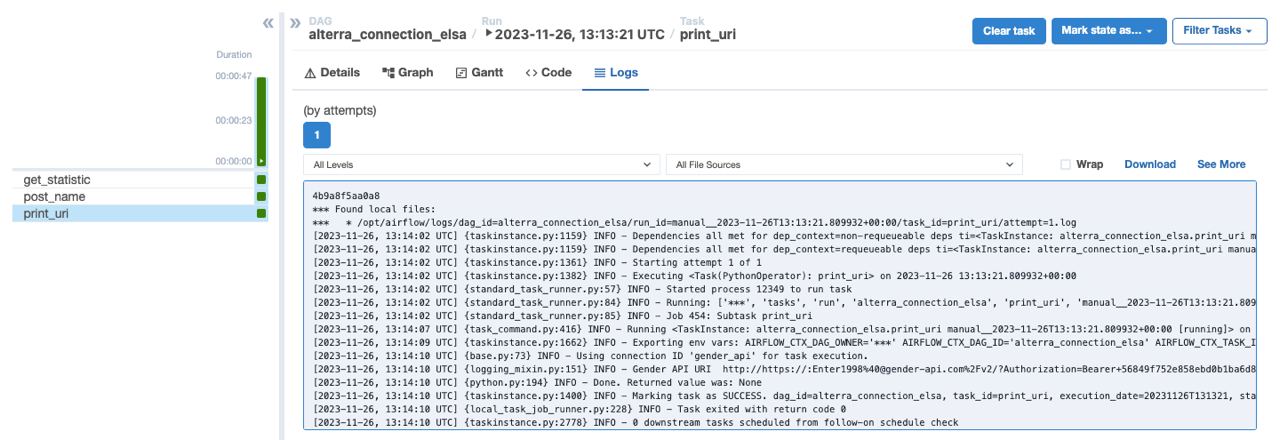 DAG
alterra_connection_elsa
/
Run
2023-11-26, 13:13:21 UTC
/
Task
print_uri
Clear task
Mark state as...
Filter Tasks
Details
Graph
Gantt
Code
Logs
Duration
00:00:47
00:00:23
00:00:00
get_statistic
post_name
print_uri
(by attempts)
1
All Levels
All File Sources
Wrap
Download
See More
4b9a8f5aa0a8
*** Found local files:
***   * /opt/airflow/logs/dag_id=alterra_connection_elsa/run_id=manual__2023-11-26T13:13:21.809932+00:00/task_id=print_uri/attempt=1.log
[2023-11-26, 13:14:02 UTC] {taskinstance.py:1159} INFO - Dependencies all met for dep_context=non-requeueable deps ti=<TaskInstance: alterra_connection_elsa.print_uri m
[2023-11-26, 13:14:02 UTC] {taskinstance.py:1159} INFO - Dependencies all met for dep_context=requeueable deps ti=<TaskInstance: alterra_connection_elsa.print_uri manua
[2023-11-26, 13:14:02 UTC] {taskinstance.py:1361} INFO - Starting attempt 1 of 1
[2023-11-26, 13:14:02 UTC] {taskinstance.py:1382} INFO - Executing <Task(PythonOperator): print_uri> on 2023-11-26 13:13:21.809932+00:00
[2023-11-26, 13:14:02 UTC] {standard_task_runner.py:57} INFO - Started process 12349 to run task
[2023-11-26, 13:14:02 UTC] {standard_task_runner.py:84} INFO - Running: ['***', 'tasks', 'run', 'alterra_connection_elsa', 'print_uri', 'manual__2023-11-26T13:13:21.809
[2023-11-26, 13:14:02 UTC] {standard_task_runner.py:85} INFO - Job 454: Subtask print_uri
[2023-11-26, 13:14:07 UTC] {task_command.py:416} INFO - Running <TaskInstance: alterra_connection_elsa.print_uri manual__2023-11-26T13:13:21.809932+00:00 [running]> on
[2023-11-26, 13:14:09 UTC] {taskinstance.py:1662} INFO - Exporting env vars: AIRFLOW_CTX_DAG_OWNER='***' AIRFLOW_CTX_DAG_ID='alterra_connection_elsa' AIRFLOW_CTX_TASK_I
[2023-11-26, 13:14:10 UTC] {base.py:73} INFO - Using connection ID 'gender_api' for task execution.
[2023-11-26, 13:14:10 UTC] {logging_mixin.py:151} INFO - Gender API URI  http://https://:Enter1998%40@gender-api.com%2Fv2/?Authorization=Bearer+56849f752e858ebd0b1ba6d8
[2023-11-26, 13:14:10 UTC] {python.py:194} INFO - Done. Returned value was: None
[2023-11-26, 13:14:10 UTC] {taskinstance.py:1400} INFO - Marking task as SUCCESS. dag_id=alterra_connection_elsa, task_id=print_uri, execution_date=20231126T131321, sta
[2023-11-26, 13:14:10 UTC] {local_task_job_runner.py:228} INFO - Task exited with return code 0
[2023-11-26, 13:14:10 UTC] {taskinstance.py:2778} INFO - 0 downstream tasks scheduled from follow-on schedule check